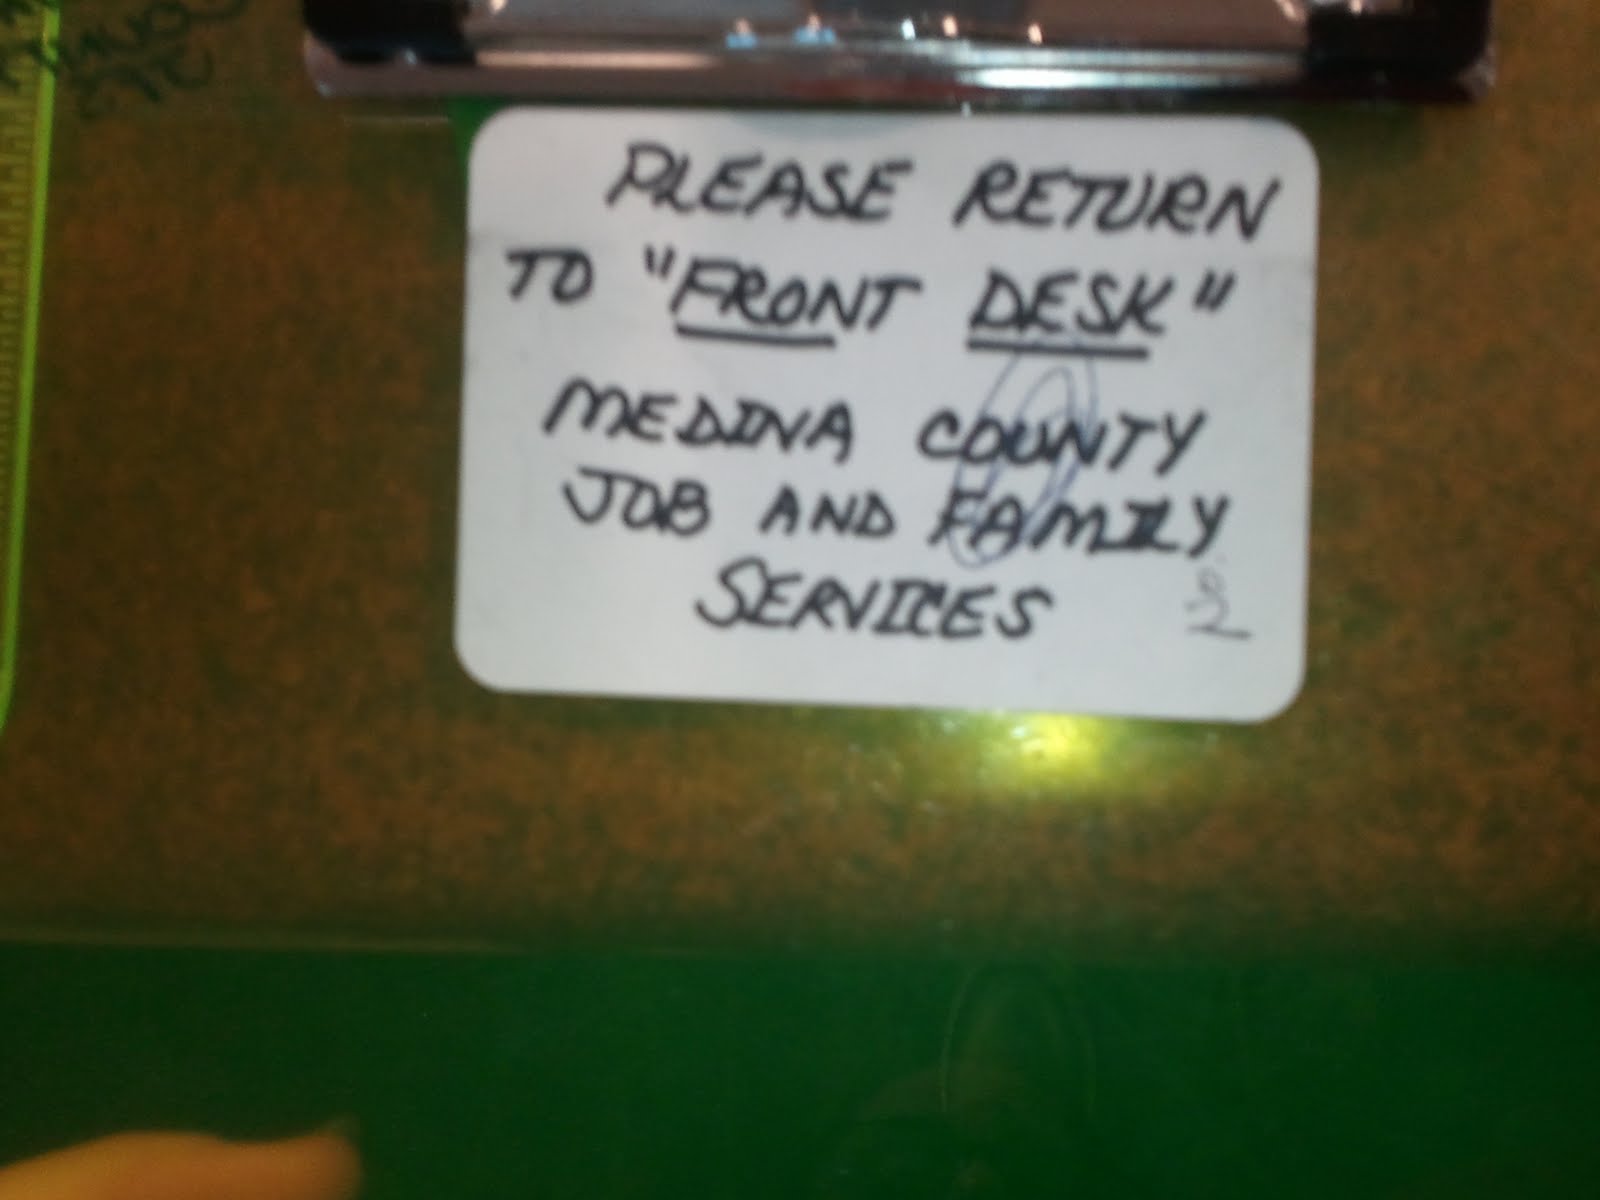 PLEASE RETURN
TO "FRONT DESK"
MEDINA COUNTY
JOB AND FAMILY
SERVICES